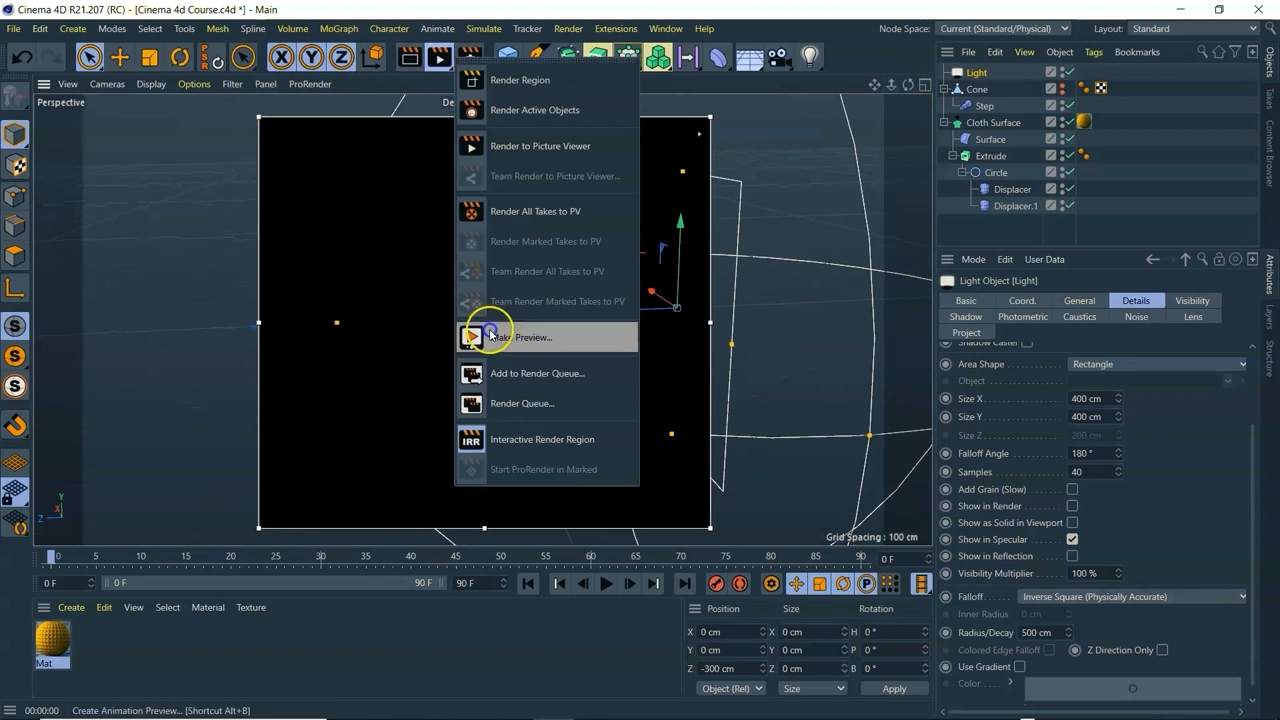 Cinema 4D R21.207 (RC) - [Cinema 4d Course.c4d *] - Main
File Edit Create Modes Select Tools Mesh Spline Volume MoGraph Character Animate Simulate Tracker Render Extensions Window Help Node Space: Current (Standard/Physical) Layout: Standard
X Y Z
File Edit View Object Tags Bookmarks
View Cameras Display Options Filter Panel ProRender
Perspective
De
Light
Cone
Step
Cloth Surface
Surface
Extrude
Circle
Displacer
Displacer.1
Render Region
Render Active Objects
Render to Picture Viewer
Team Render to Picture Viewer...
Render All Takes to PV
Render Marked Takes to PV
Team Render All Takes to PV
Team Render Marked Takes to PV
Make Preview...
Add to Render Queue...
Render Queue...
IRR Interactive Render Region
Start ProRender in Marked
Mode Edit User Data
Light Object [Light]
Basic Coord. General Details Visibility
Shadow Photometric Caustics Noise Lens
Project
Shadow Caster
Area Shape Rectangle
Object
Size X 400 cm
Size Y 400 cm
Size Z 200 cm
Falloff Angle 180 °
Samples 40
Add Grain (Slow)
Show in Render
Show as Solid in Viewport
Show in Specular
Show in Reflection
Visibility Multiplier 100 %
Falloff Inverse Square (Physically Accurate)
Inner Radius 0 cm
Radius/Decay 500 cm
Colored Edge Falloff Z Direction Only
Use Gradient
Color
Objects
Takes
Content Browser
Attributes
Layers
Structure
Y
X
Z
Grid Spacing : 100 cm
0 5 10 15 20 25 30 35 40 45 50 55 60 65 70 75 80 85 90 0 F
0 F 0 F 90 F 90 F
Create Edit View Select Material Texture
Mat
Position Size Rotation
X 0 cm X 0 cm H 0 °
Y 0 cm Y 0 cm P 0 °
Z -300 cm Z 0 cm B 0 °
Object (Rel) Size Apply
00:00:00 Create Animation Preview... [Shortcut Alt+B]